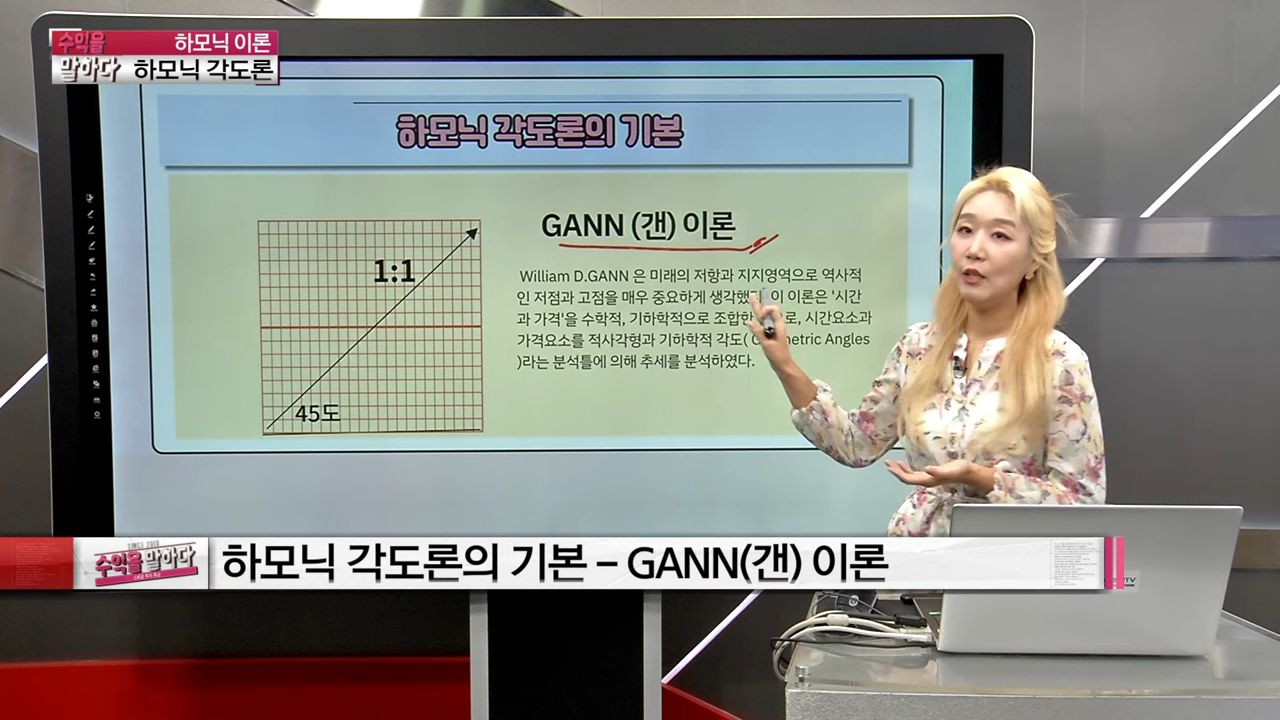 수익을
말하다
하모닉 이론
하모닉 각도론
하모닉 각도론의 기본
1:1
45도
GANN (갠) 이론
William D.GANN 은 미래의 저항과 지지영역으로 역사적
인 저점과 고점을 매우 중요하게 생각했 이 이론은 '시간
과 가격'을 수학적, 기하학적으로 조합한 으로, 시간요소과
가격요소를 적사각형과 기하학적 각도( metric Angles
)라는 분석틀에 의해 추세를 분석하였다.
SINCE 2010
수익을 말하다
하모닉 각도론의 기본 – GANN(갠) 이론